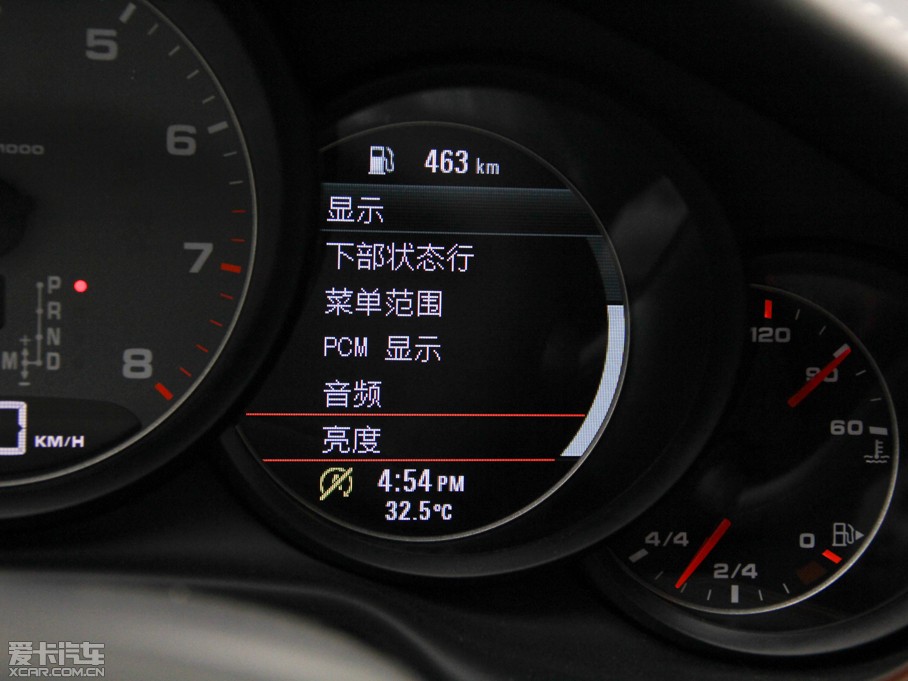 5
6
7
8
1000
P
R
N
M D
KM/H
463 km
显示
下部状态行
菜单范围
PCM 显示
音频
亮度
4:54 PM
32.5℃
120
90
60
4/4
2/4
0
爱卡汽车
XCAR.COM.CN